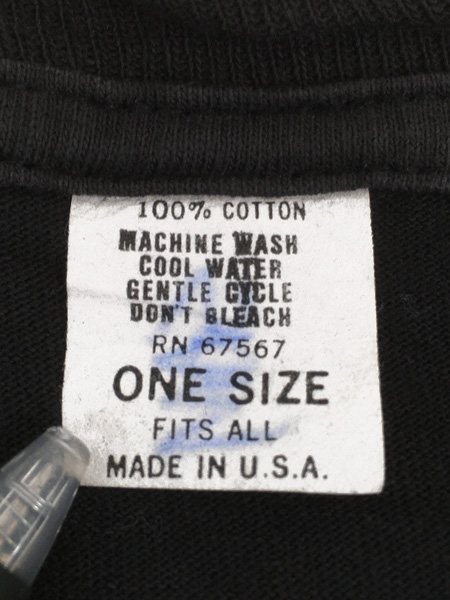 100% COTTON
MACHINE WASH
COOL WATER
GENTLE CYCLE
DON'T BLEACH
RN 67567
ONE SIZE
FITS ALL
MADE IN U.S.A.